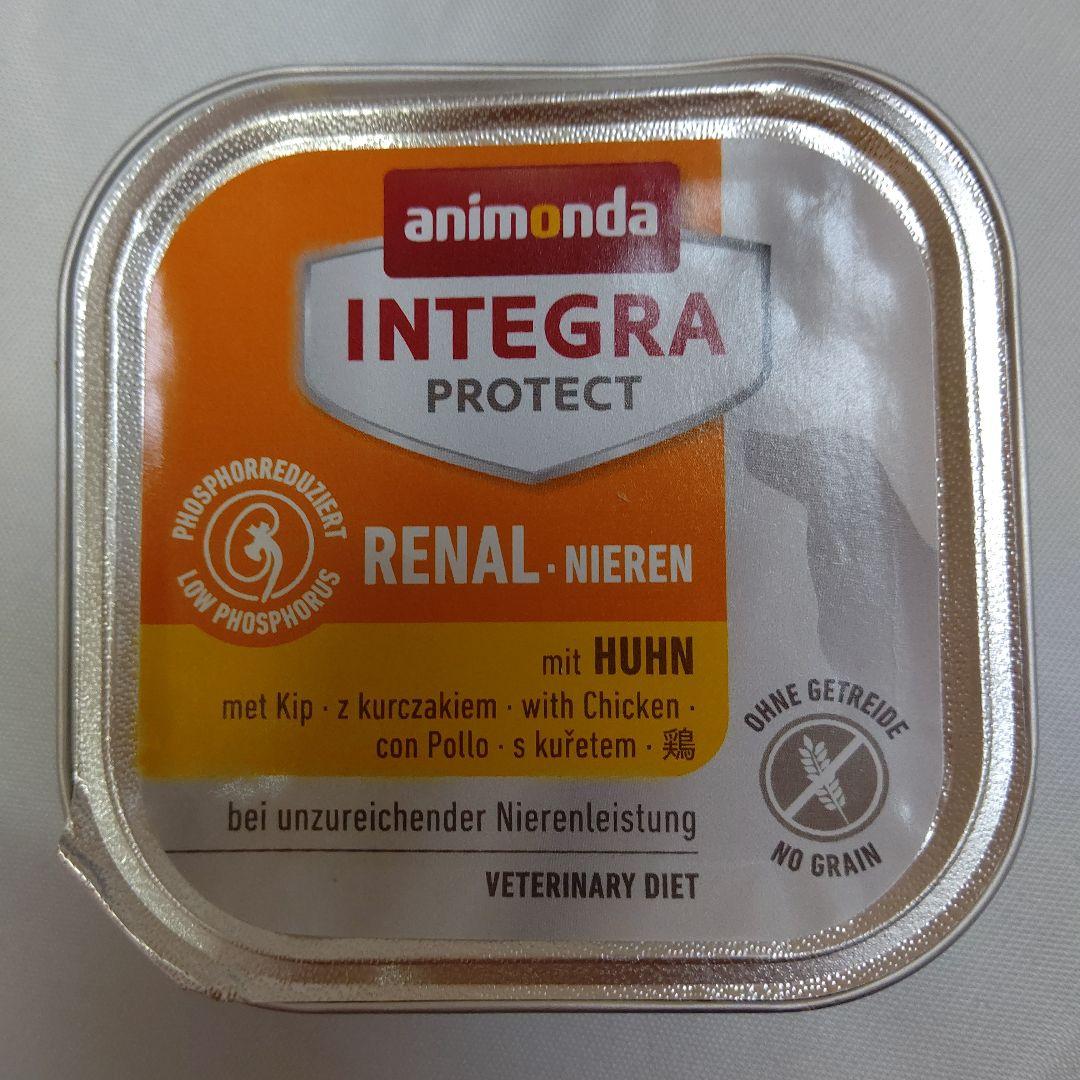 animonda
INTEGRA
PROTECT
PHOSPHORREDUZIERT
LOW PHOSPHORUS
RENAL · NIEREN
mit HUHN
met Kip · z kurczakiem · with Chicken ·
con Pollo · s kuřetem · 鶏
OHNE GETREIDE
NO GRAIN
bei unzureichender Nierenleistung
VETERINARY DIET